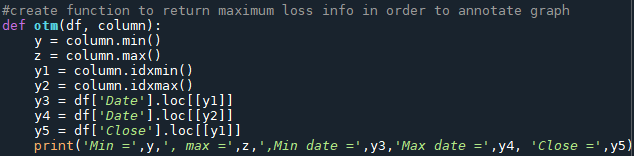 #create function to return maximum loss info in order to annotate graph
def otm(df, column):
    y = column.min()
    z = column.max()
    y1 = column.idxmin()
    y2 = column.idxmax()
    y3 = df['Date'].loc[[y1]]
    y4 = df['Date'].loc[[y2]]
    y5 = df['Close'].loc[[y1]]
    print('Min =',y,', max =',z,',Min date =',y3,'Max date =',y4, 'Close =',y5)